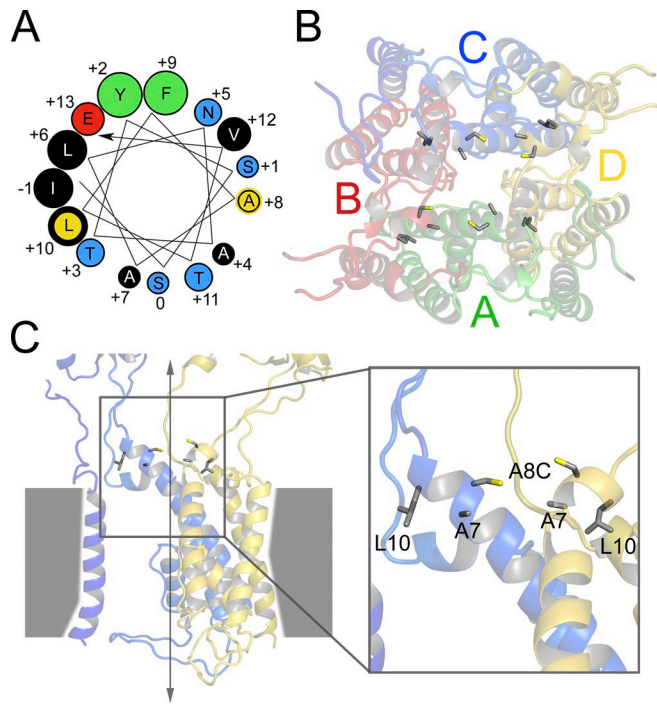 A
+9
+2
F
+5
Y
+13
N
+12
E
V
+6
L
S
+1
I
-1
A
+8
L
+10
T
A
+4
+3
A
S
T
+7
0
+11
B
C
D
B
A
C
A8C
A7
A7
L10
L10